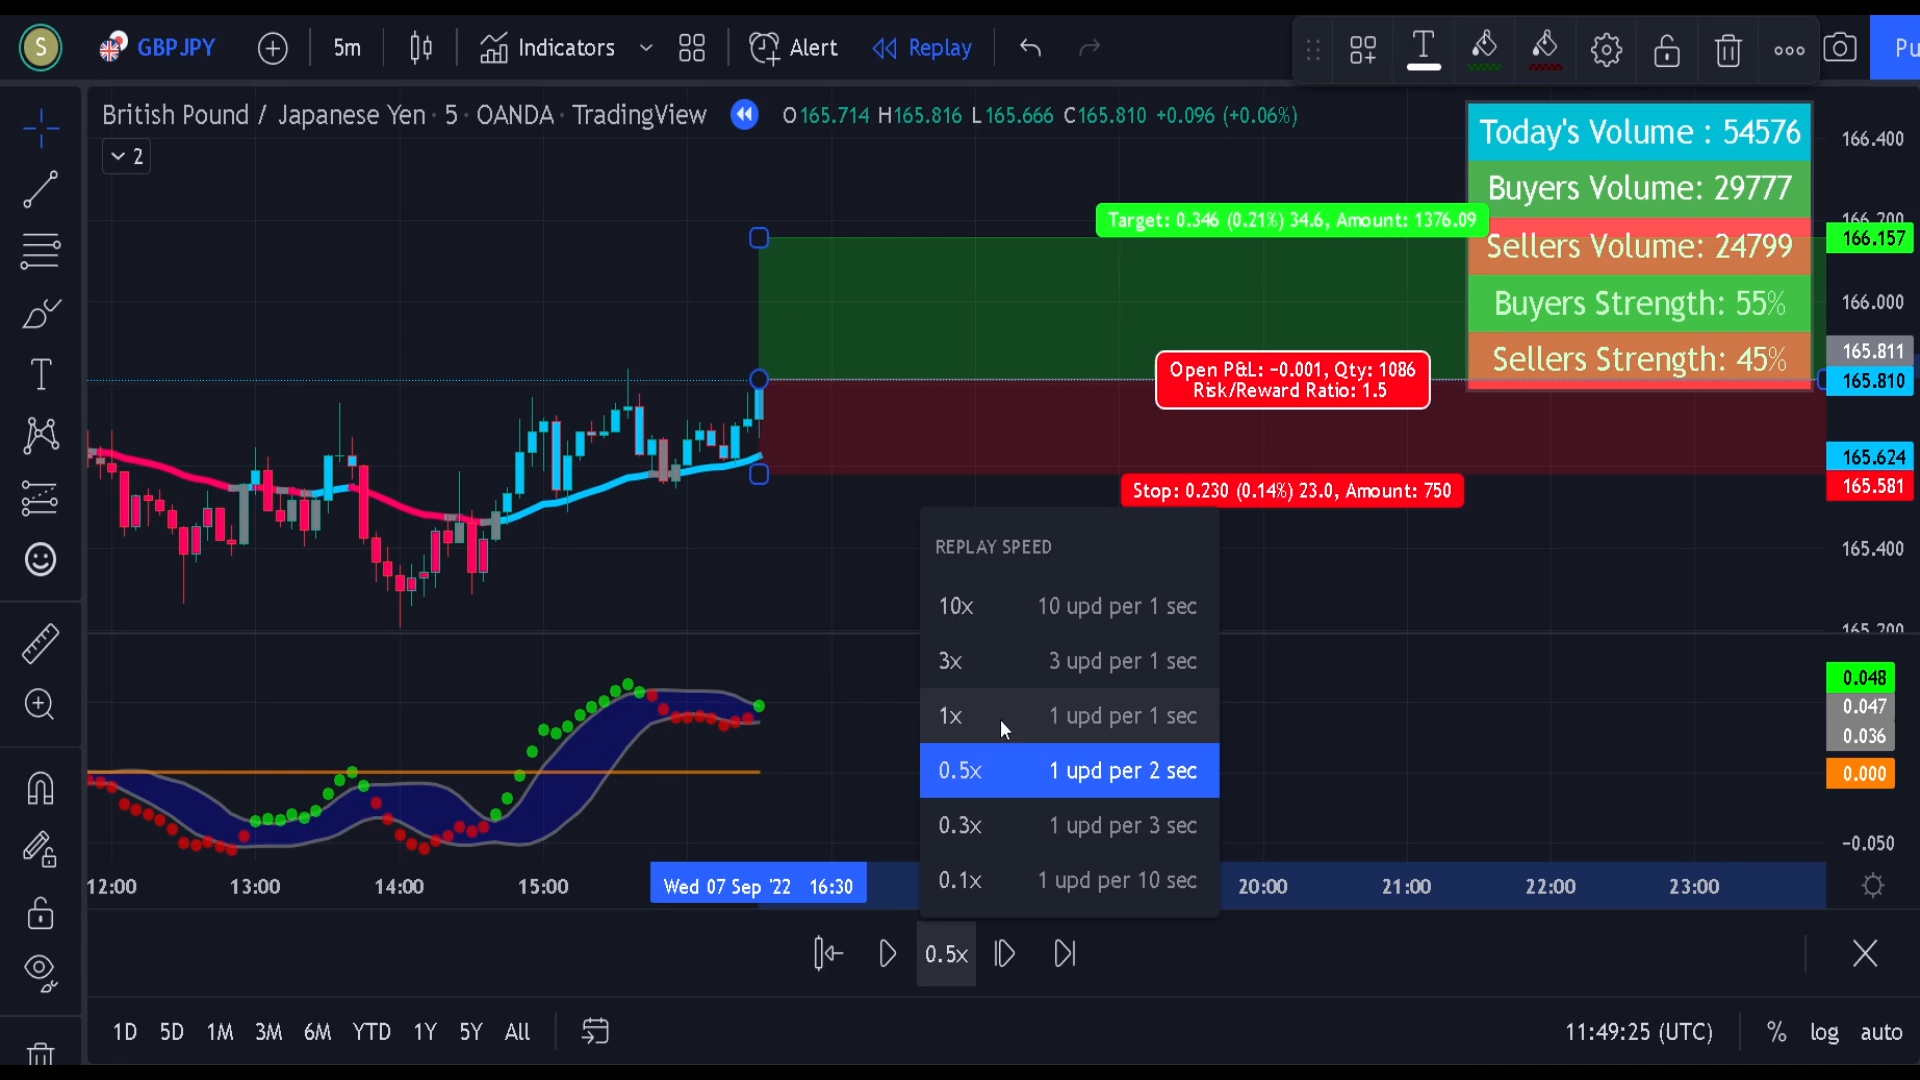 S
GBPJPY
5m
Indicators
Alert
Replay
T
Pu
British Pound / Japanese Yen · 5 · OANDA · TradingView
O165.714 H165.816 L165.666 C165.810 +0.096 (+0.06%)
2
Today's Volume : 54576
Buyers Volume: 29777
Sellers Volume: 24799
Buyers Strength: 55%
Sellers Strength: 45%
Target: 0.346 (0.21%) 34.6, Amount: 1376.09
Open P&L: −0.001, Qty: 1086
Risk/Reward Ratio: 1.5
Stop: 0.230 (0.14%) 23.0, Amount: 750
166.400
166.200
166.157
166.000
165.811
165.810
165.624
165.581
165.400
165.200
0.048
0.047
0.036
0.000
−0.050
REPLAY SPEED
10x 10 upd per 1 sec
3x 3 upd per 1 sec
1x 1 upd per 1 sec
0.5x 1 upd per 2 sec
0.3x 1 upd per 3 sec
0.1x 1 upd per 10 sec
12:00 13:00 14:00 15:00 Wed 07 Sep '22 16:30 20:00 21:00 22:00 23:00
0.5x
1D 5D 1M 3M 6M YTD 1Y 5Y All
11:49:25 (UTC) % log auto